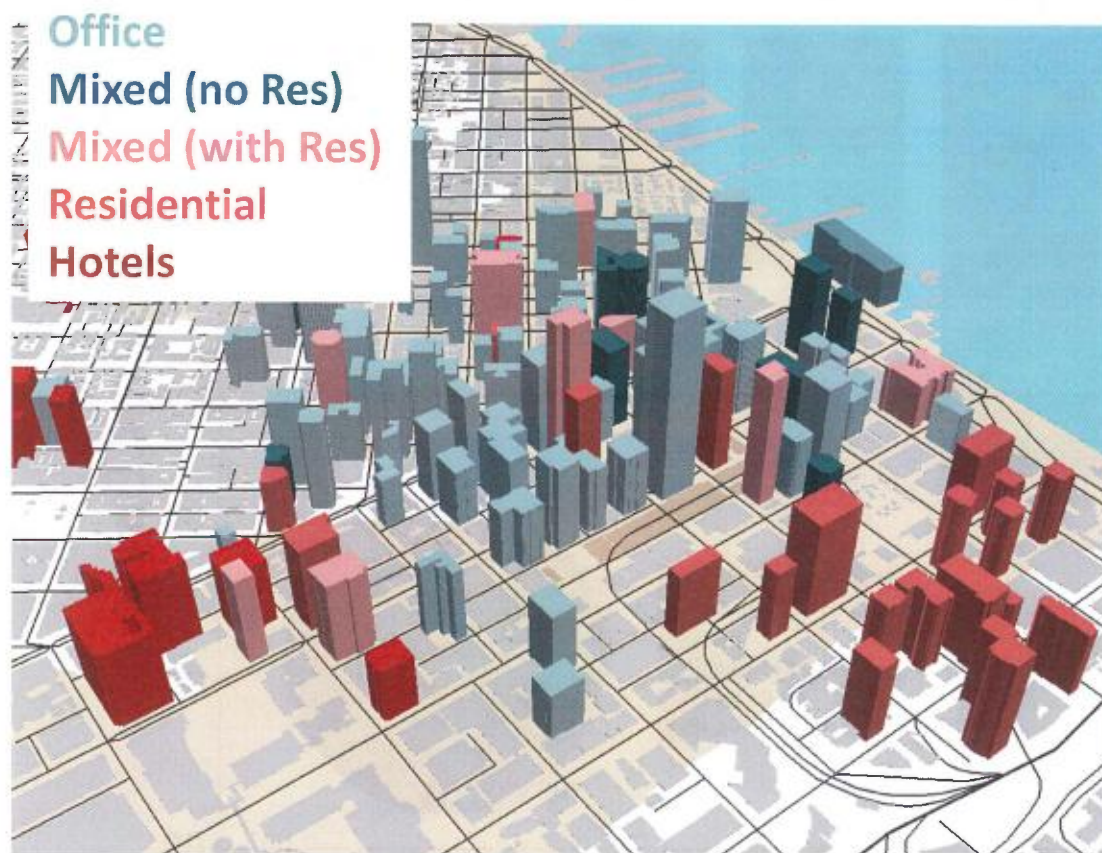 Office
Mixed (no Res)
Mixed (with Res)
Residential
Hotels